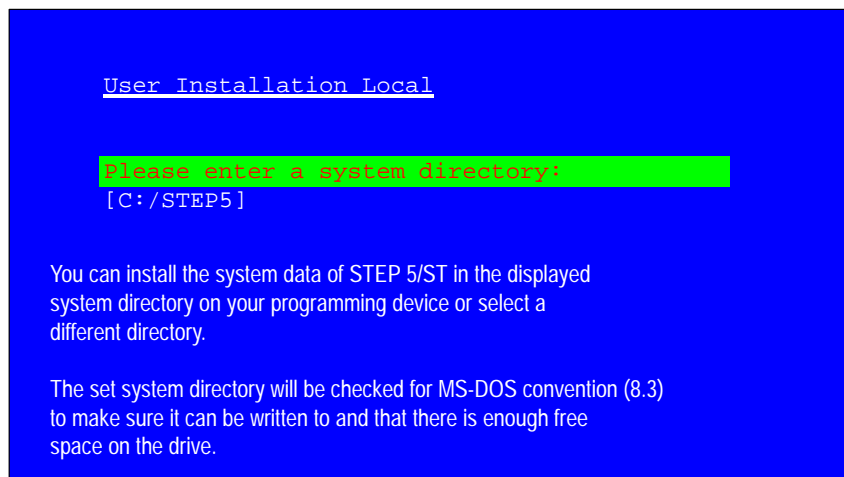 User Installation Local
Please enter a system directory:
[C:/STEP5]
You can install the system data of STEP 5/ST in the displayed
system directory on your programming device or select a
different directory.
The set system directory will be checked for MS-DOS convention (8.3)
to make sure it can be written to and that there is enough free
space on the drive.